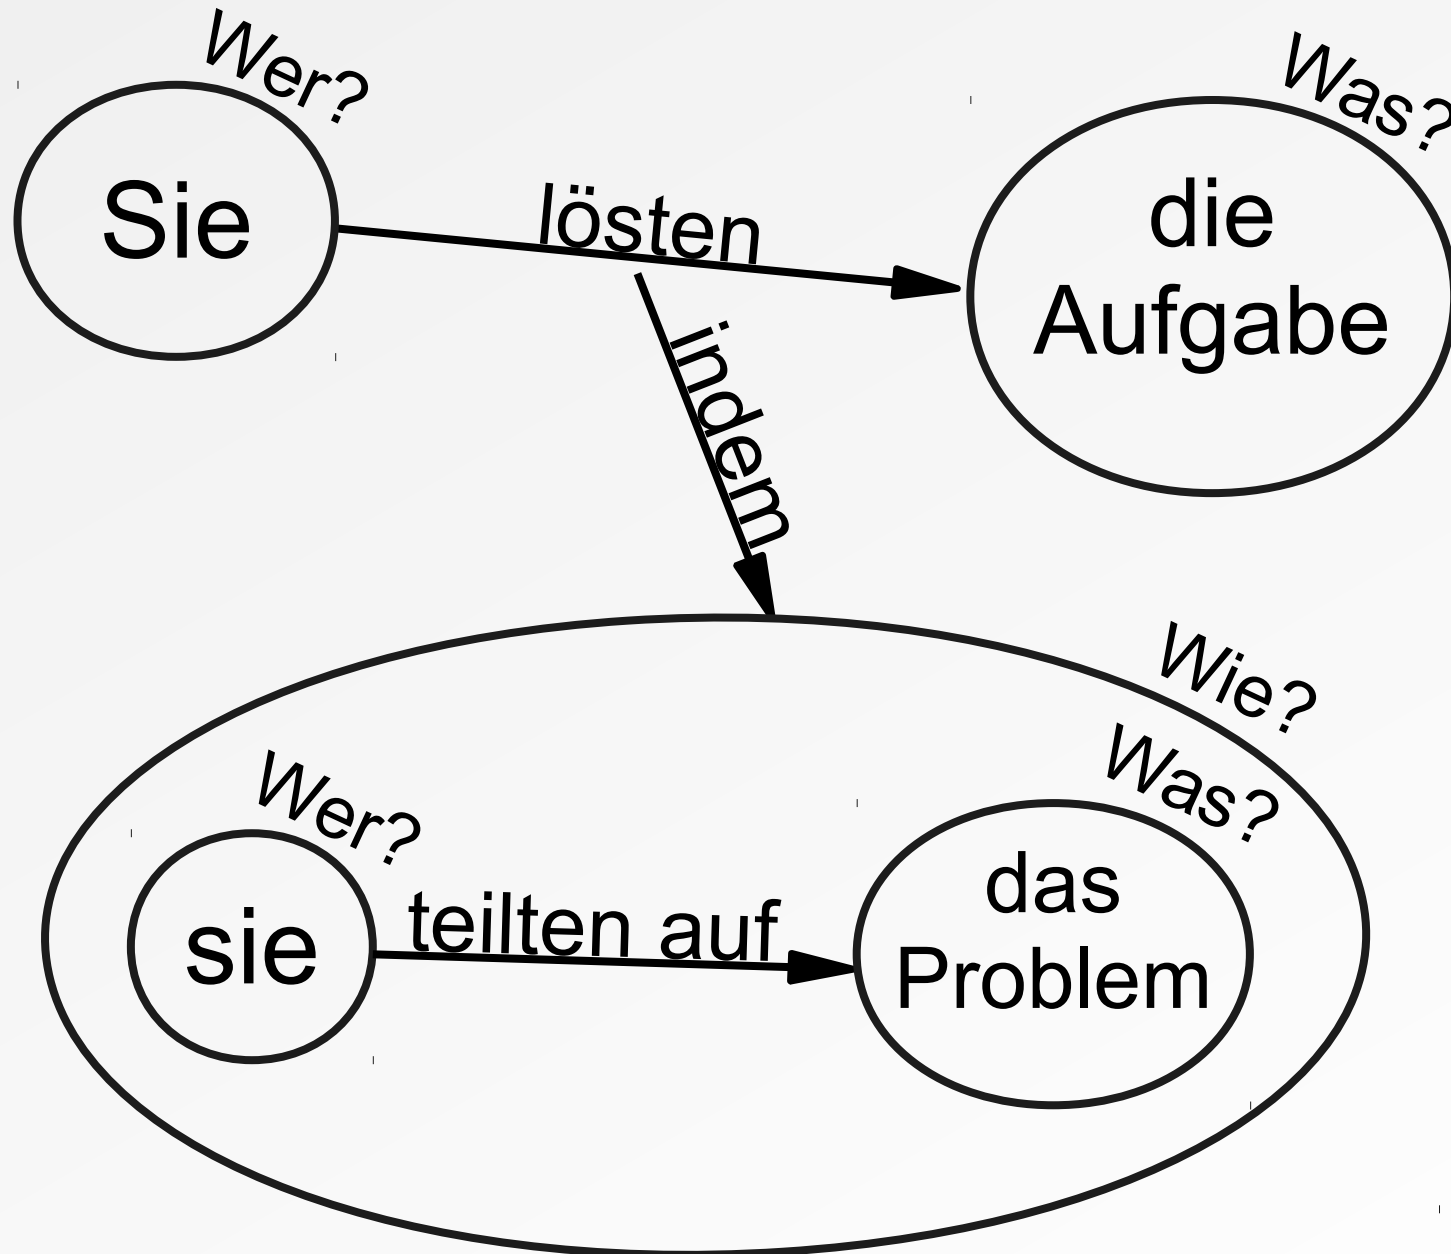 Wer?
Was?
Sie
lösten
die
Aufgabe
indem
Wie?
Wer?
Was?
sie
teilten auf
das
Problem